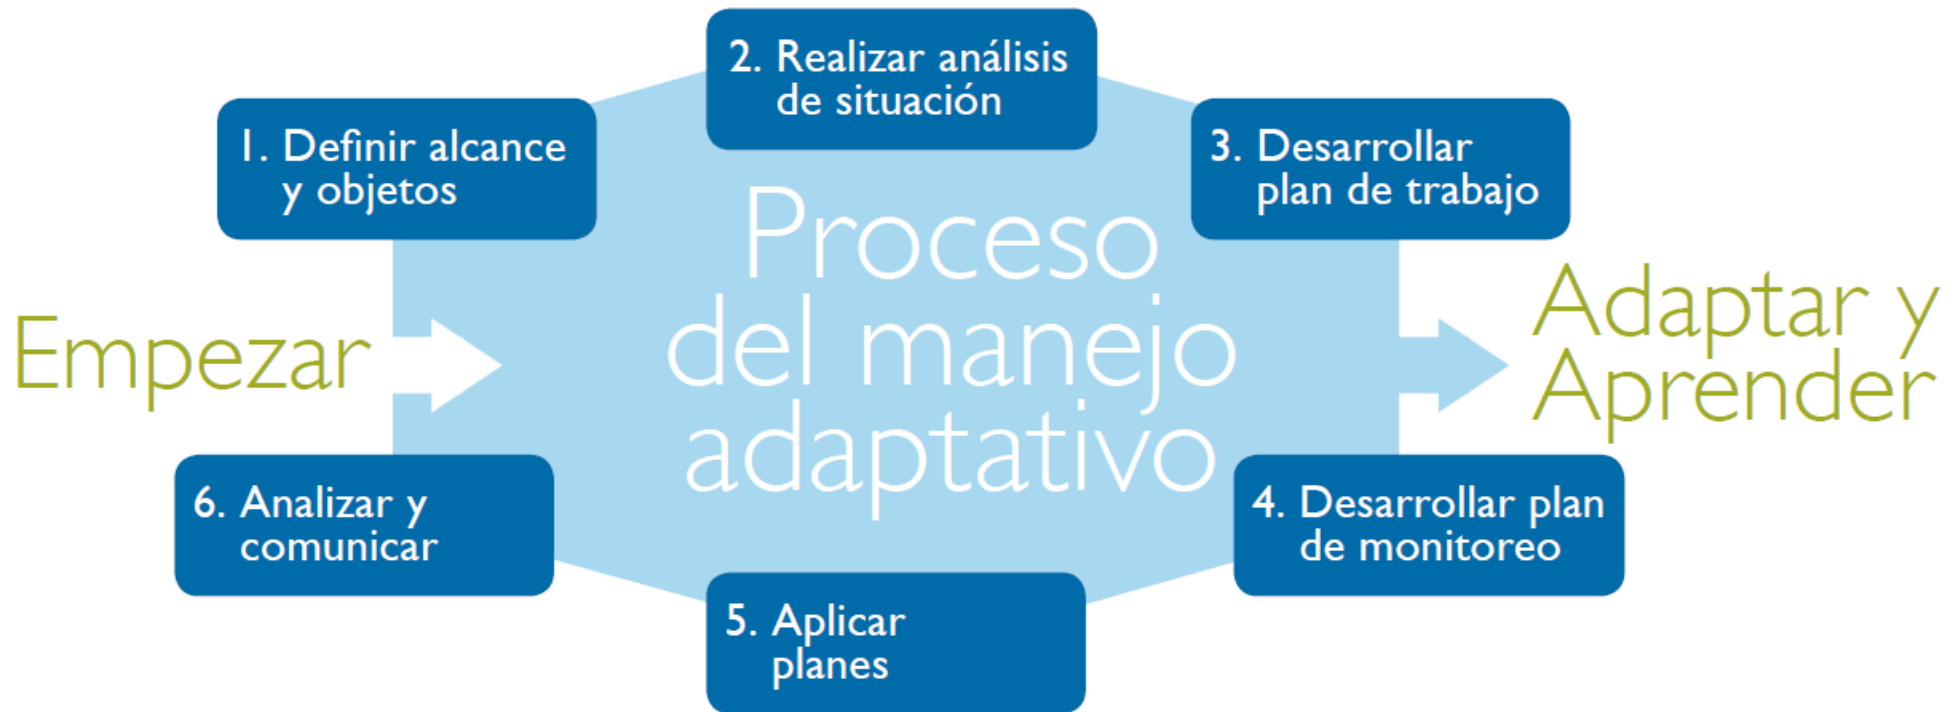 1. Definir alcance
y objetos
2. Realizar análisis
de situación
3. Desarrollar
plan de trabajo
Empezar
Proceso
del manejo
adaptativo
Adaptar y
Aprender
6. Analizar y
comunicar
5. Aplicar
planes
4. Desarrollar plan
de monitoreo